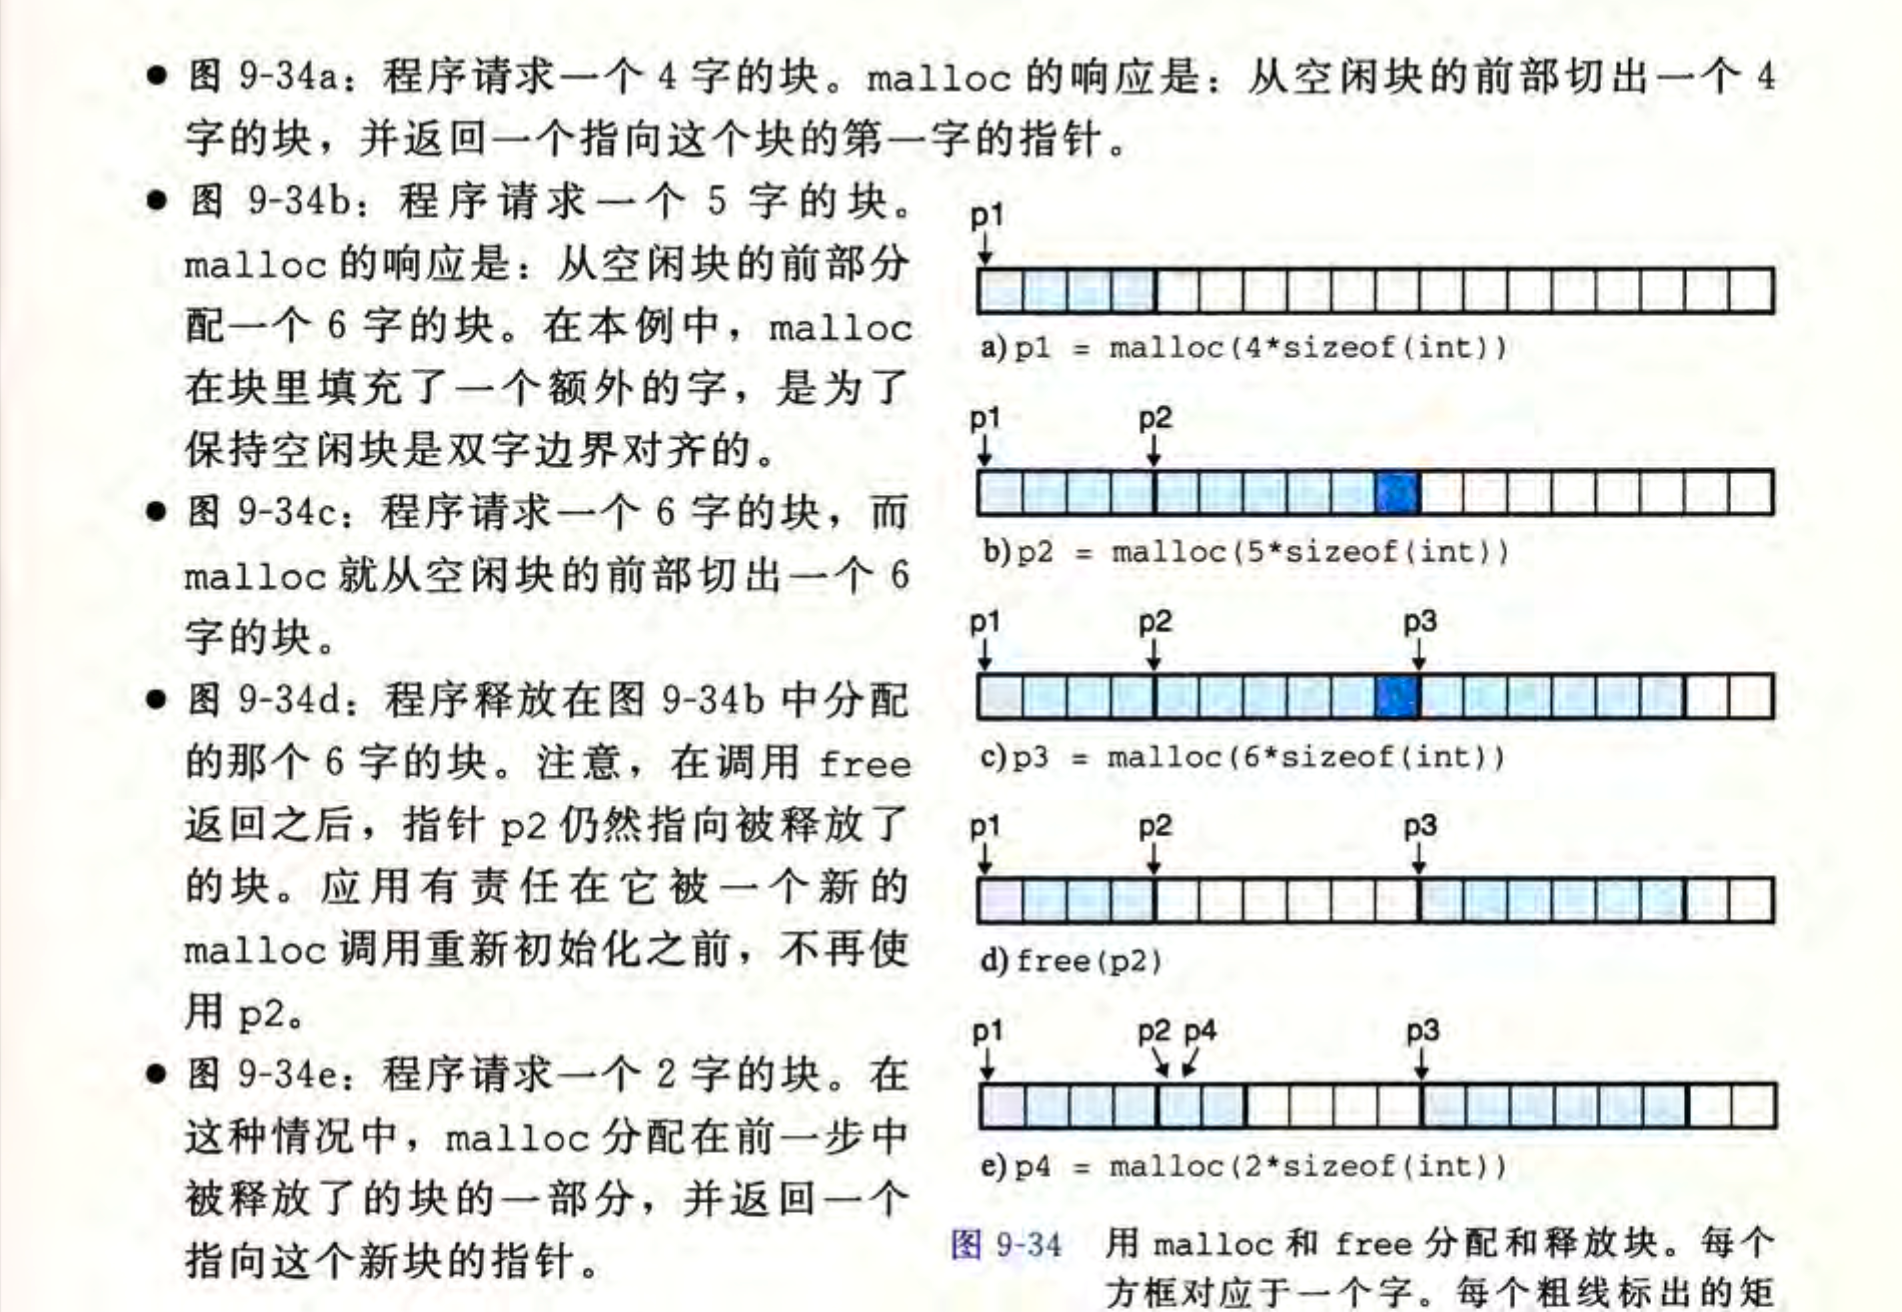 ● 图 9-34a：程序请求一个 4 字的块。malloc 的响应是：从空闲块的前部切出一个 4
字的块，并返回一个指向这个块的第一字的指针。
● 图 9-34b：程序请求一个 5 字的块。
malloc 的响应是：从空闲块的前部分
配一个 6 字的块。在本例中，malloc
在块里填充了一个额外的字，是为了
保持空闲块是双字边界对齐的。
● 图 9-34c：程序请求一个 6 字的块，而
malloc 就从空闲块的前部切出一个 6
字的块。
● 图 9-34d：程序释放在图 9-34b 中分配
的那个 6 字的块。注意，在调用 free
返回之后，指针 p2 仍然指向被释放了
的块。应用有责任在它被一个新的
malloc 调用重新初始化之前，不再使
用 p2。
● 图 9-34e：程序请求一个 2 字的块。在
这种情况中，malloc 分配在前一步中
被释放了的块的一部分，并返回一个
指向这个新块的指针。
p1
a) p1 = malloc(4*sizeof(int))
p1 p2
b) p2 = malloc(5*sizeof(int))
p1 p2 p3
c) p3 = malloc(6*sizeof(int))
p1 p2 p3
d) free(p2)
p1 p2 p4 p3
e) p4 = malloc(2*sizeof(int))
图 9-34 用 malloc 和 free 分配和释放块。每个
方框对应于一个字。每个粗线标出的矩